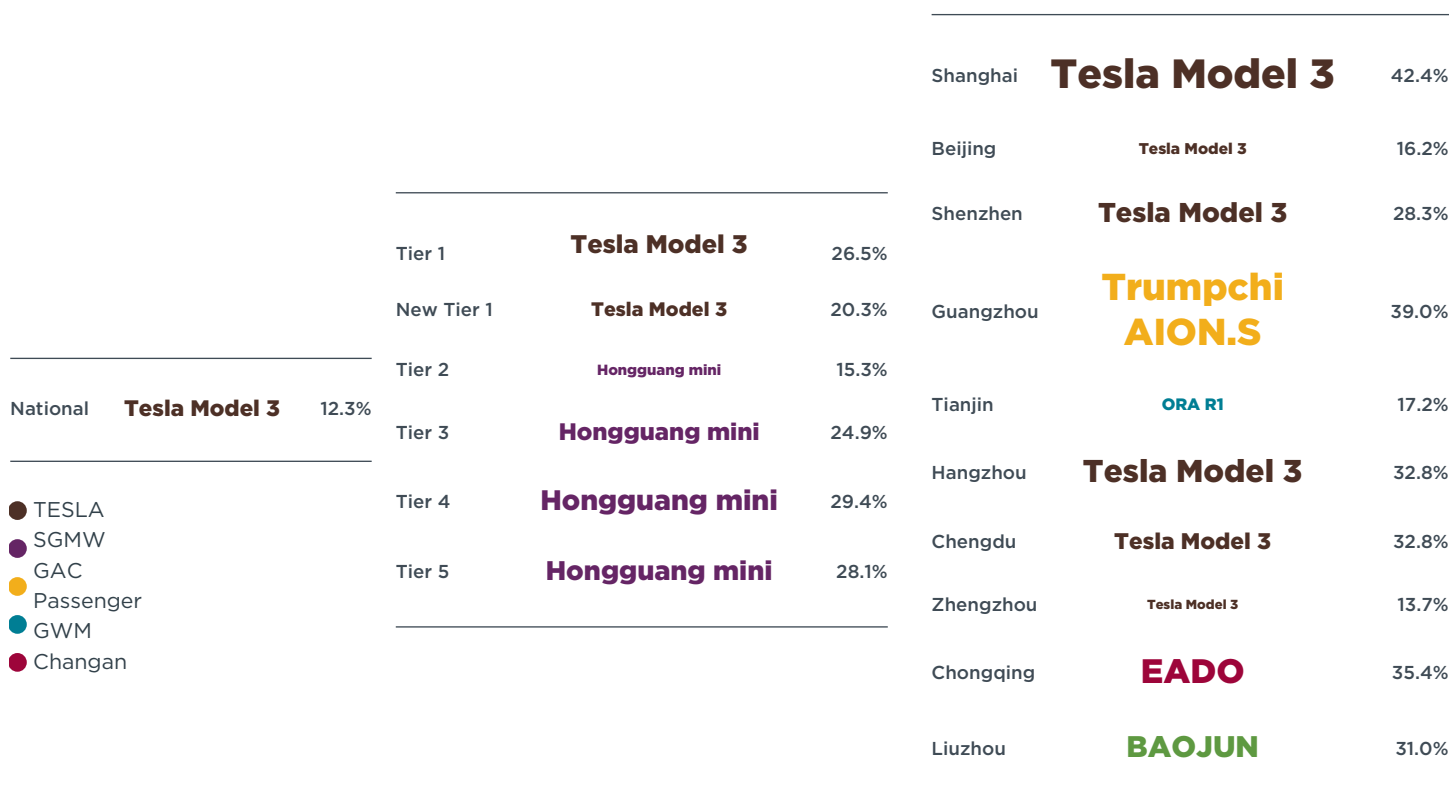 National Tesla Model 3 12.3%
TESLA
SGMW
GAC
Passenger
GWM
Changan
Tier 1 Tesla Model 3 26.5%
New Tier 1 Tesla Model 3 20.3%
Tier 2 Hongguang mini 15.3%
Tier 3 Hongguang mini 24.9%
Tier 4 Hongguang mini 29.4%
Tier 5 Hongguang mini 28.1%
Shanghai Tesla Model 3 42.4%
Beijing Tesla Model 3 16.2%
Shenzhen Tesla Model 3 28.3%
Guangzhou Trumpchi
AION.S 39.0%
Tianjin ORA R1 17.2%
Hangzhou Tesla Model 3 32.8%
Chengdu Tesla Model 3 32.8%
Zhengzhou Tesla Model 3 13.7%
Chongqing EADO 35.4%
Liuzhou BAOJUN 31.0%